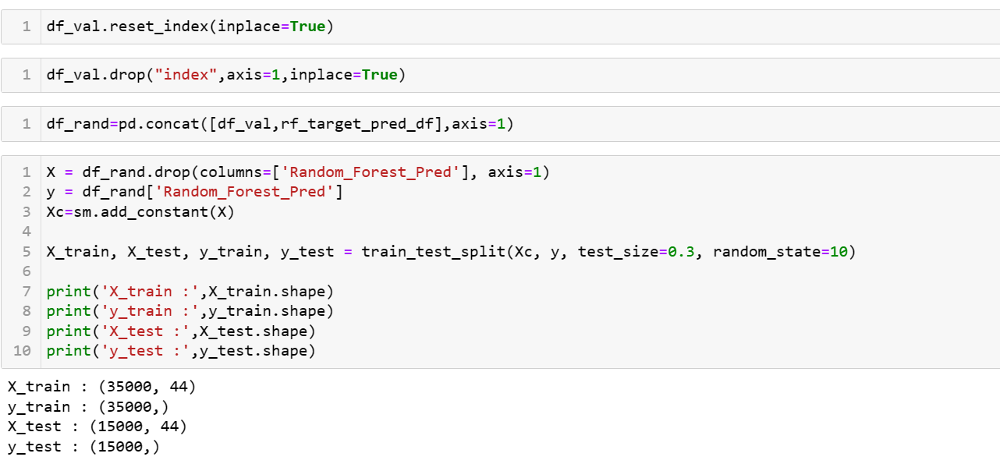 1 df_val.reset_index(inplace=True)
1 df_val.drop("index",axis=1,inplace=True)
1 df_rand=pd.concat([df_val,rf_target_pred_df],axis=1)
1 X = df_rand.drop(columns=['Random_Forest_Pred'], axis=1)
2 y = df_rand['Random_Forest_Pred']
3 Xc=sm.add_constant(X)
4
5 X_train, X_test, y_train, y_test = train_test_split(Xc, y, test_size=0.3, random_state=10)
6
7 print('X_train :',X_train.shape)
8 print('y_train :',y_train.shape)
9 print('X_test :',X_test.shape)
10 print('y_test :',y_test.shape)
X_train : (35000, 44)
y_train : (35000,)
X_test : (15000, 44)
y_test : (15000,)